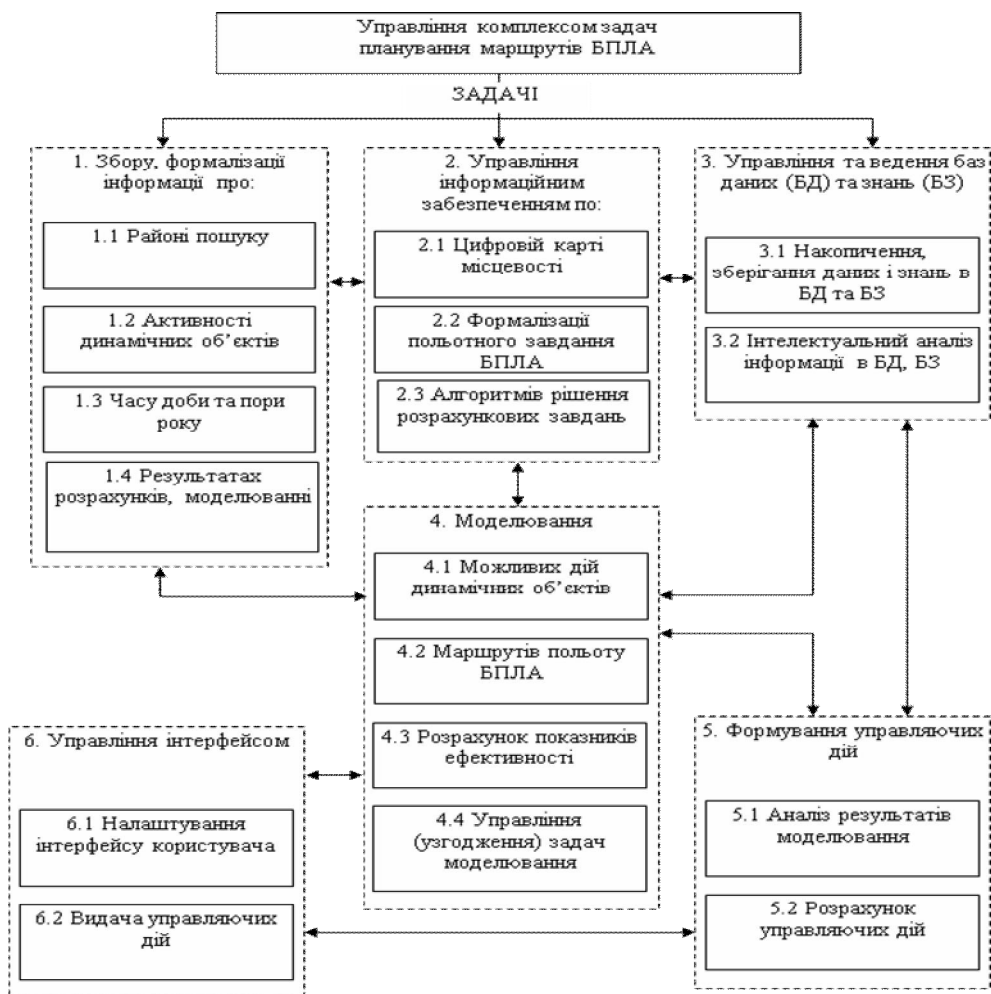 Управління комплексом задач
планування маршрутів БПЛА
ЗАДАЧІ
1. Збору, формалізації
інформації про:
1.1 Районі пошуку
1.2 Активності
динамічних об’єктів
1.3 Часу доби та пори
року
1.4 Результатах
розрахунків, моделюванні
2. Управління
інформаційним
забезпеченням по:
2.1 Цифровій карті
місцевості
2.2 Формалізації
польотного завдання
БПЛА
2.3 Алгоритмів рішення
розрахункових завдань
3. Управління та ведення баз
даних (БД) та знань (БЗ)
3.1 Накопичення,
зберігання даних і знань в
БД та БЗ
3.2 Інтелектуальний аналіз
інформації в БД, БЗ
4. Моделювання
4.1 Можливих дій
динамічних об’єктів
4.2 Маршрутів польоту
БПЛА
4.3 Розрахунок показників
ефективності
4.4 Управління
(узгодження) задач
моделювання
6. Управління інтерфейсом
6.1 Налаштування
інтерфейсу користувача
6.2 Видача управляючих
дій
5. Формування управляючих
дій
5.1 Аналіз результатів
моделювання
5.2 Розрахунок
управляючих дій